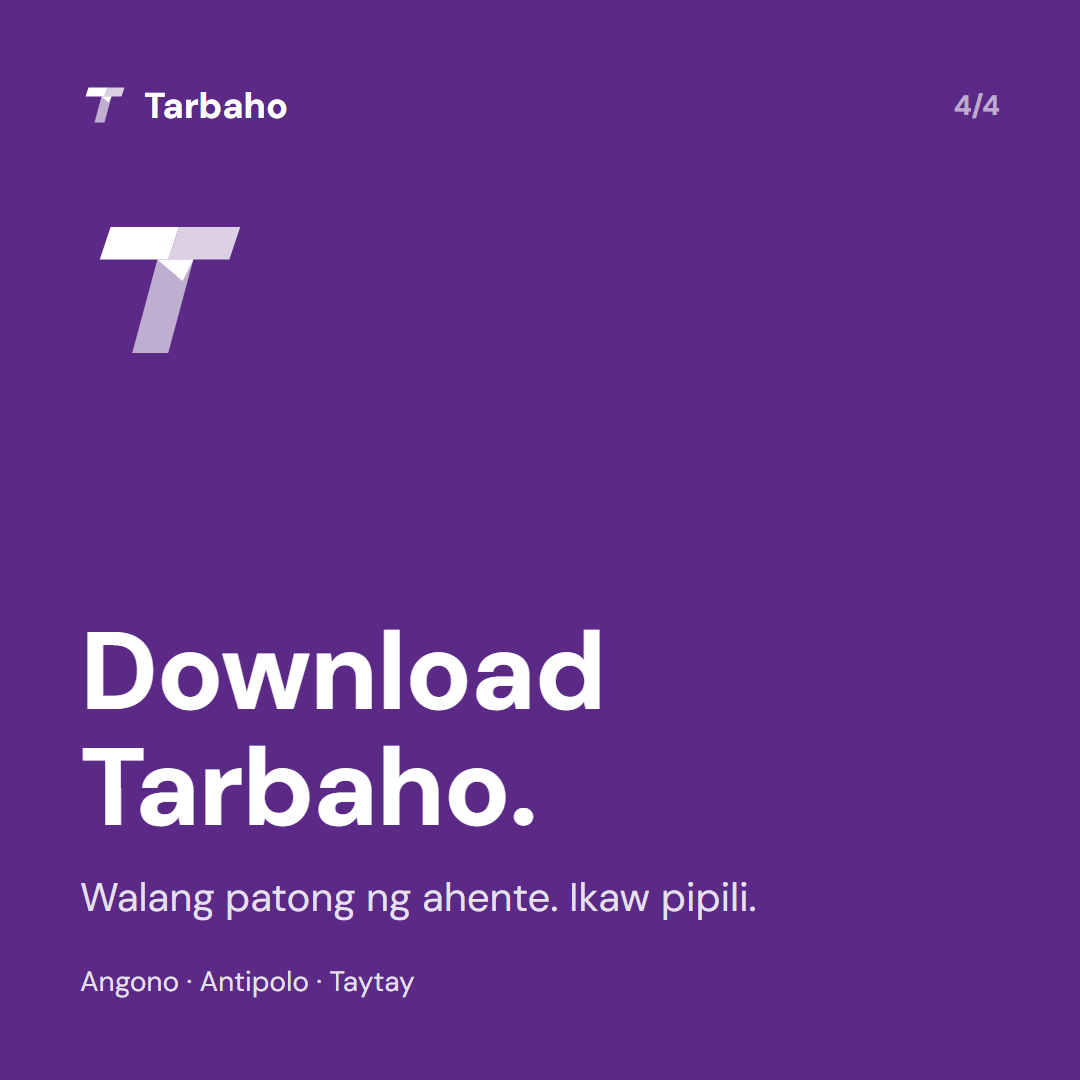 Tarbaho
4/4
Download
Tarbaho.
Walang patong ng ahente. Ikaw pipili.
Angono · Antipolo · Taytay